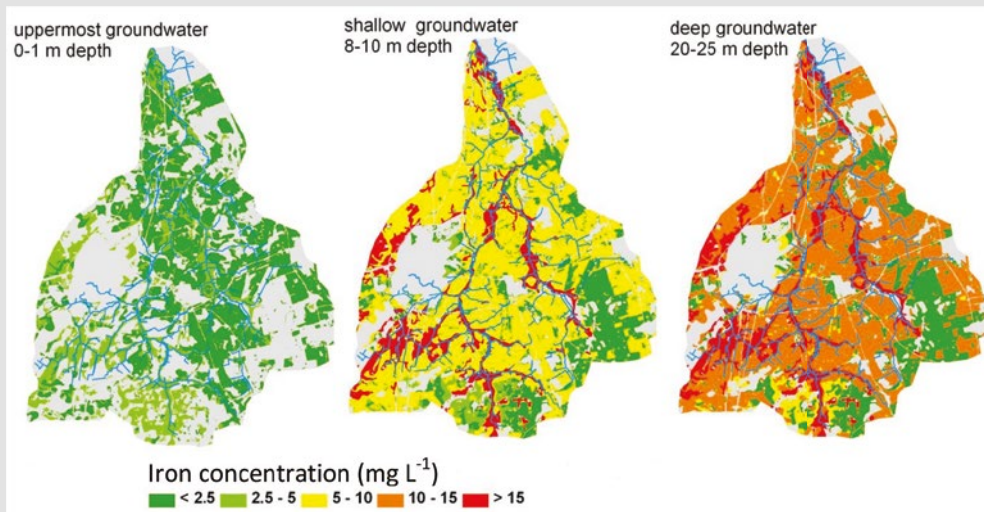 uppermost groundwater
0-1 m depth
shallow groundwater
8-10 m depth
deep groundwater
20-25 m depth
Iron concentration (mg L⁻¹)
< 2.5 2.5 - 5 5 - 10 10 - 15 > 15